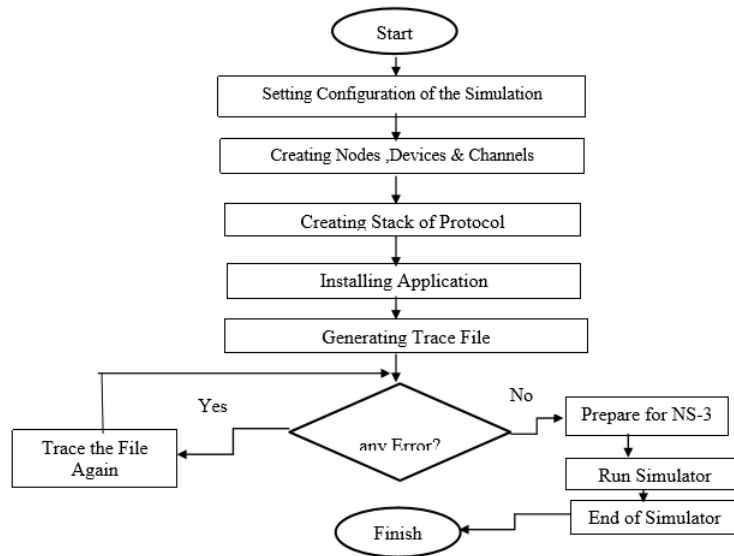 Start
Setting Configuration of the Simulation
Creating Nodes ,Devices & Channels
Creating Stack of Protocol
Installing Application
Generating Trace File
Yes
No
any Error?
Trace the File
Again
Prepare for NS-3
Run Simulator
End of Simulator
Finish